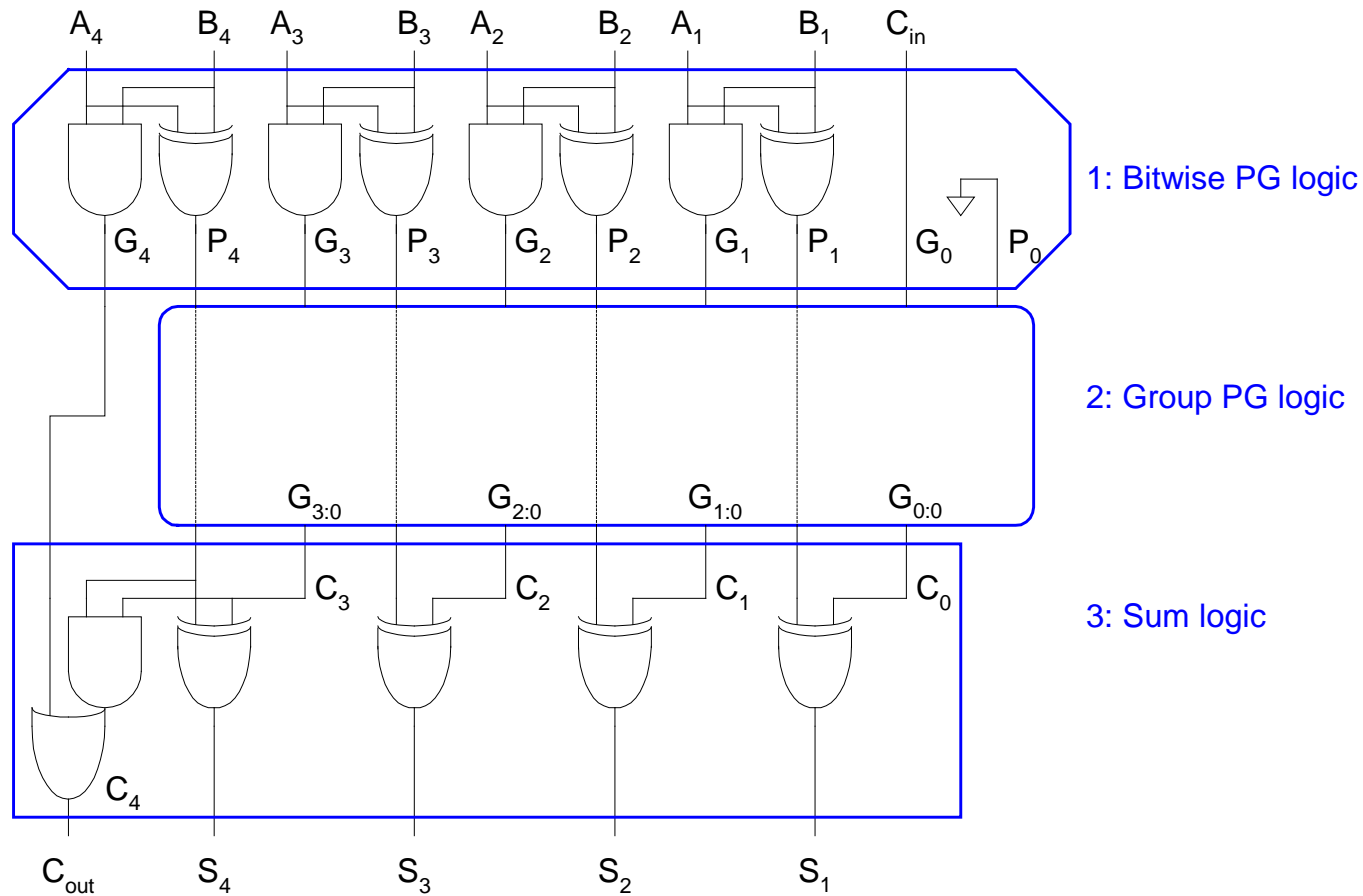 A4 B4 A3 B3 A2 B2 A1 B1 Cin
1: Bitwise PG logic
G4 P4 G3 P3 G2 P2 G1 P1 G0 P0
2: Group PG logic
G3:0 G2:0 G1:0 G0:0
C3 C2 C1 C0
3: Sum logic
C4
Cout S4 S3 S2 S1